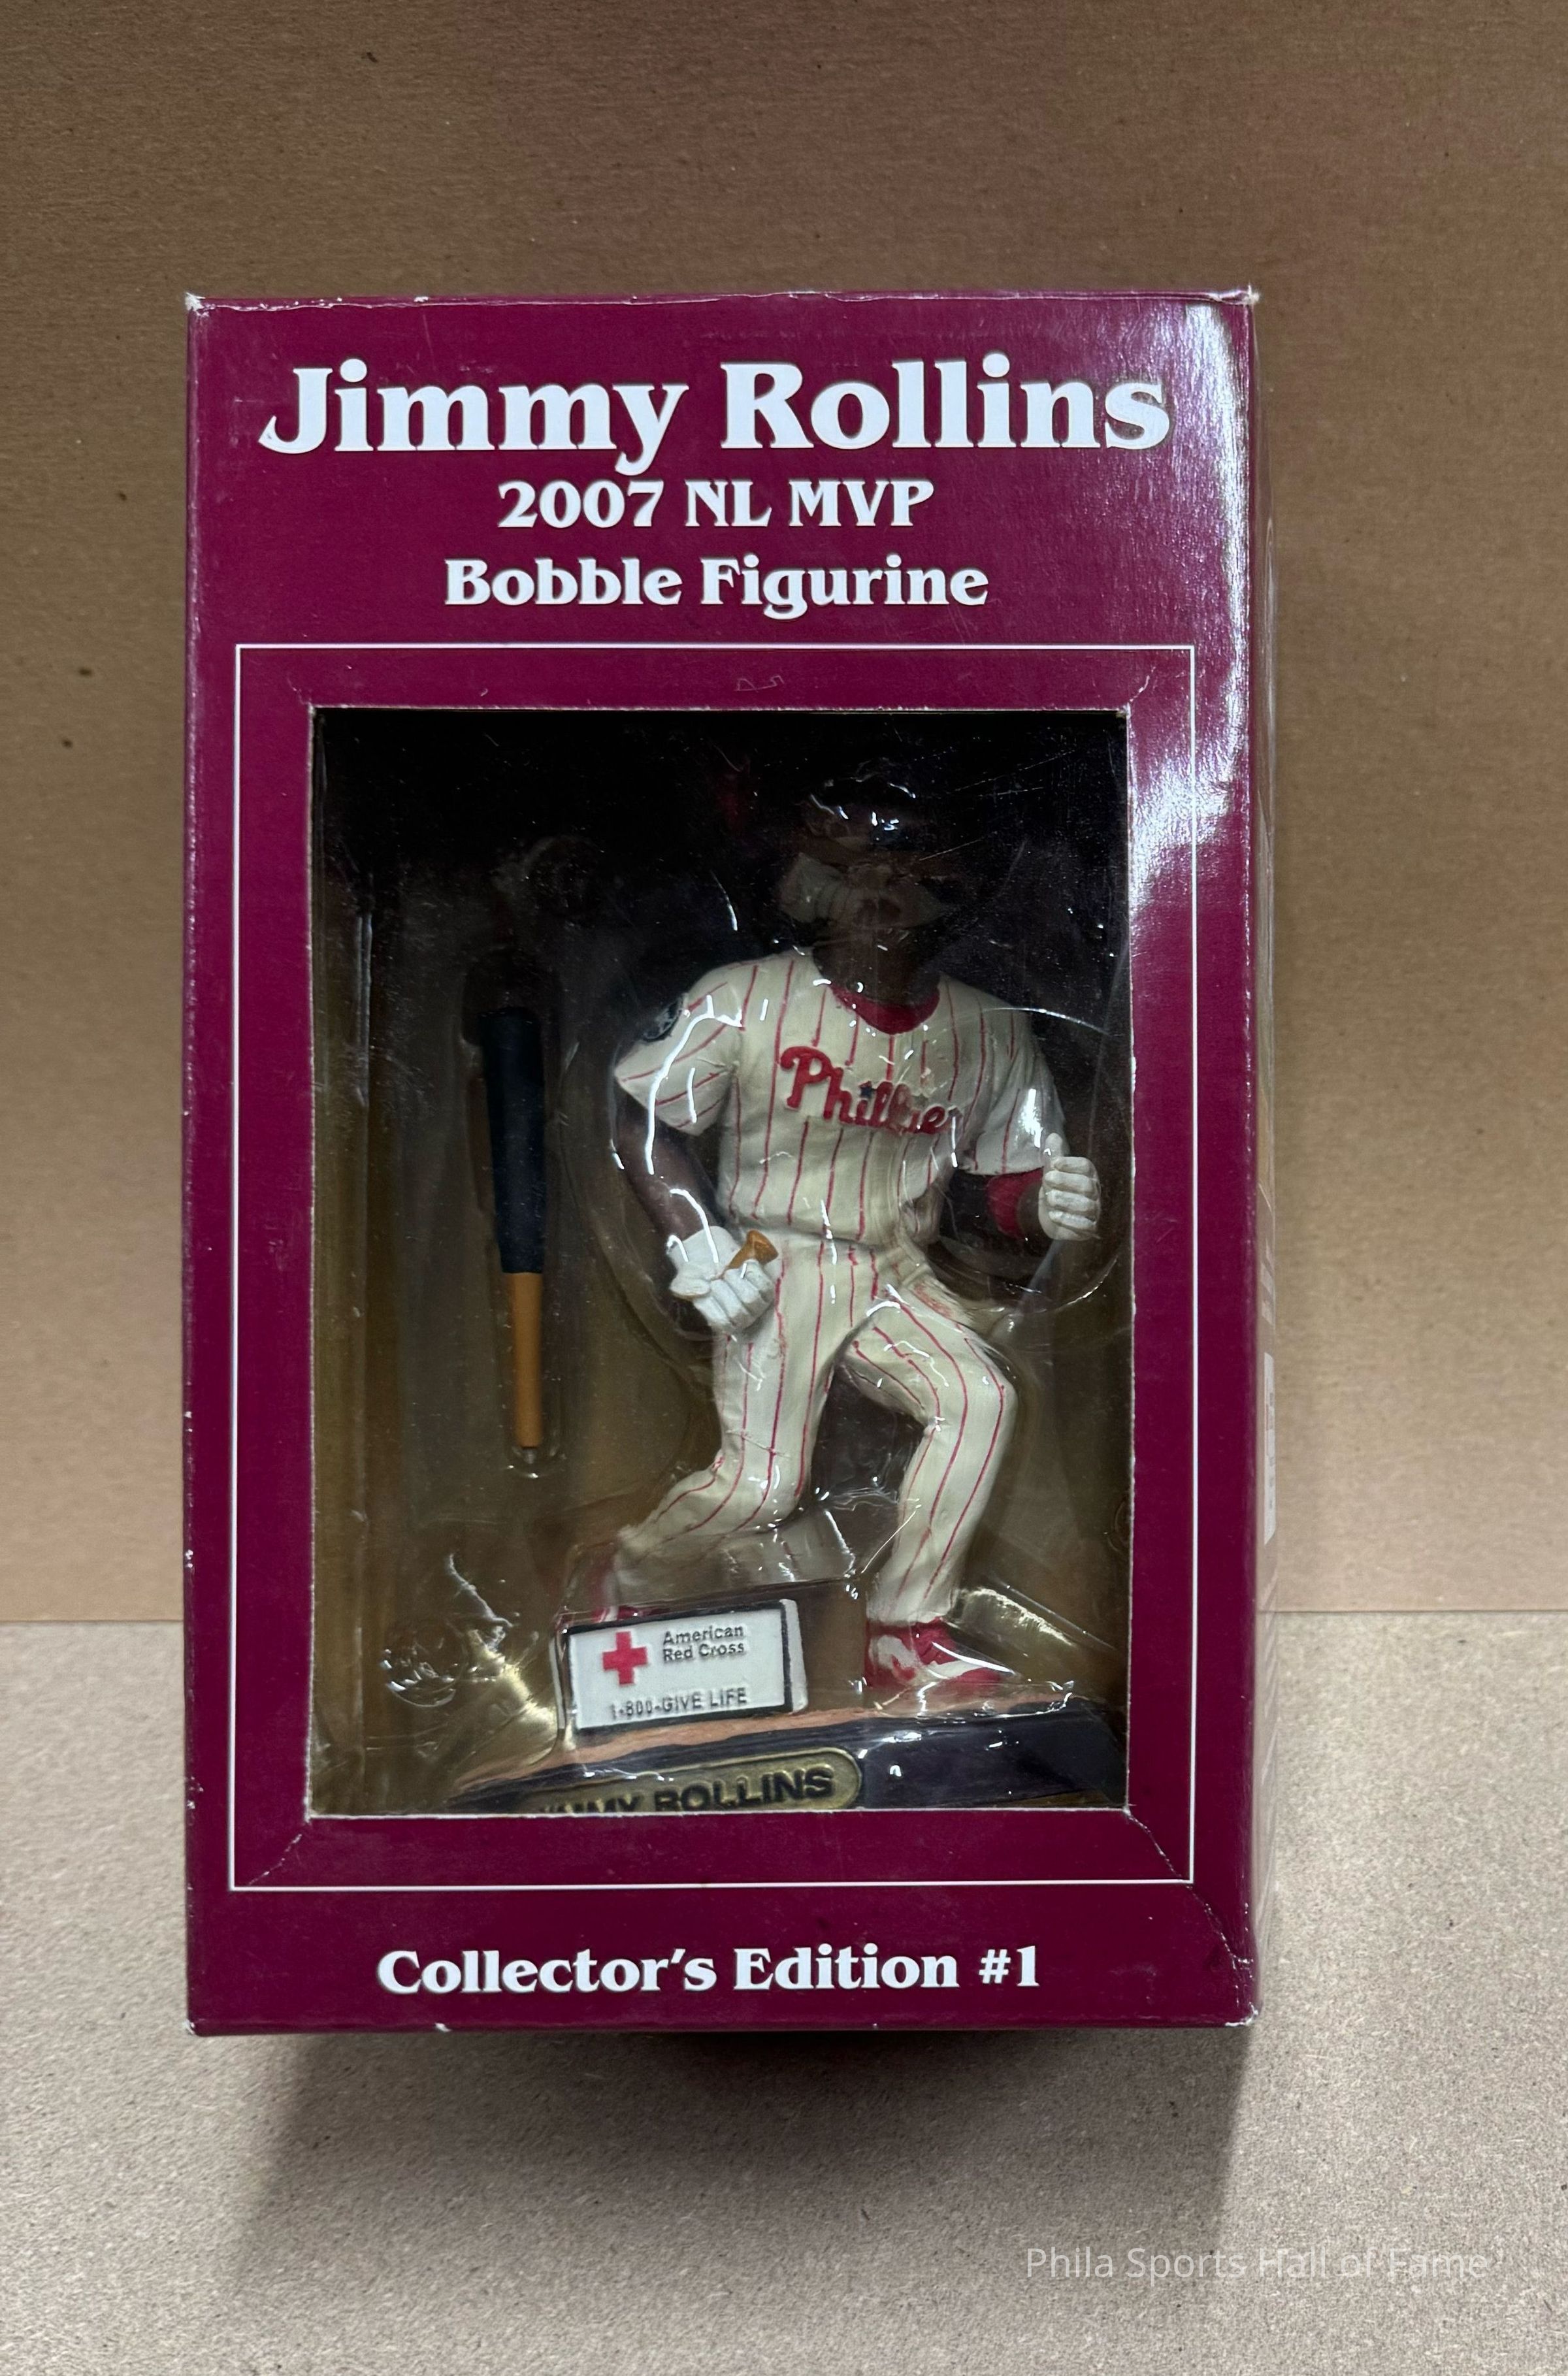 Jimmy Rollins
2007 NL MVP
Bobble Figurine
Phillies
American
Red Cross
1-800-GIVE LIFE
JIMMY ROLLINS
Collector's Edition #1
Phila Sports Hall of Fame